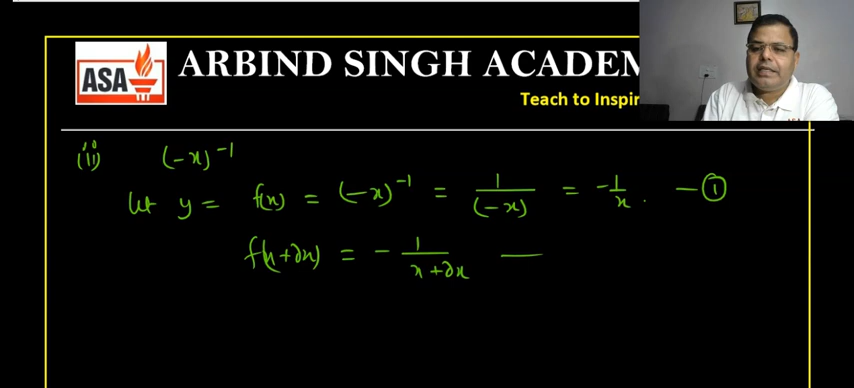 ASA
ARBIND SINGH ACADEM
Teach to Inspir
(ii) (-x)⁻¹
let y = f(x) = (-x)⁻¹ = 1/(-x) = -1/x. — ①
f(x+∂x) = - 1/(x+∂x) —